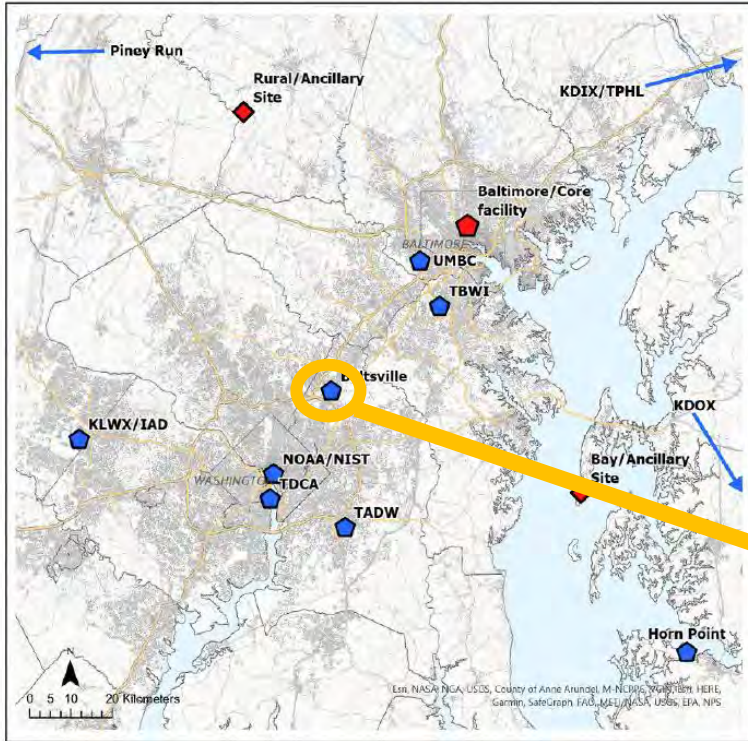 Piney Run
Rural/Ancillary
Site
KDIX/TPHL
Baltimore/Core
facility
BALTIMORE
UMBC
TBWI
Beltsville
KLWX/IAD
KDOX
NOAA/NIST
Bay/Ancillary
Site
WASHINGTON
TDCA
TADW
Horn Point
N
0 5 10 20 Kilometers
Esri, NASA, NGA, USGS, County of Anne Arundel, M-NCPPC, VGIN, Esri, HERE,
Garmin, SafeGraph, FAO, METI/NASA, USGS, EPA, NPS